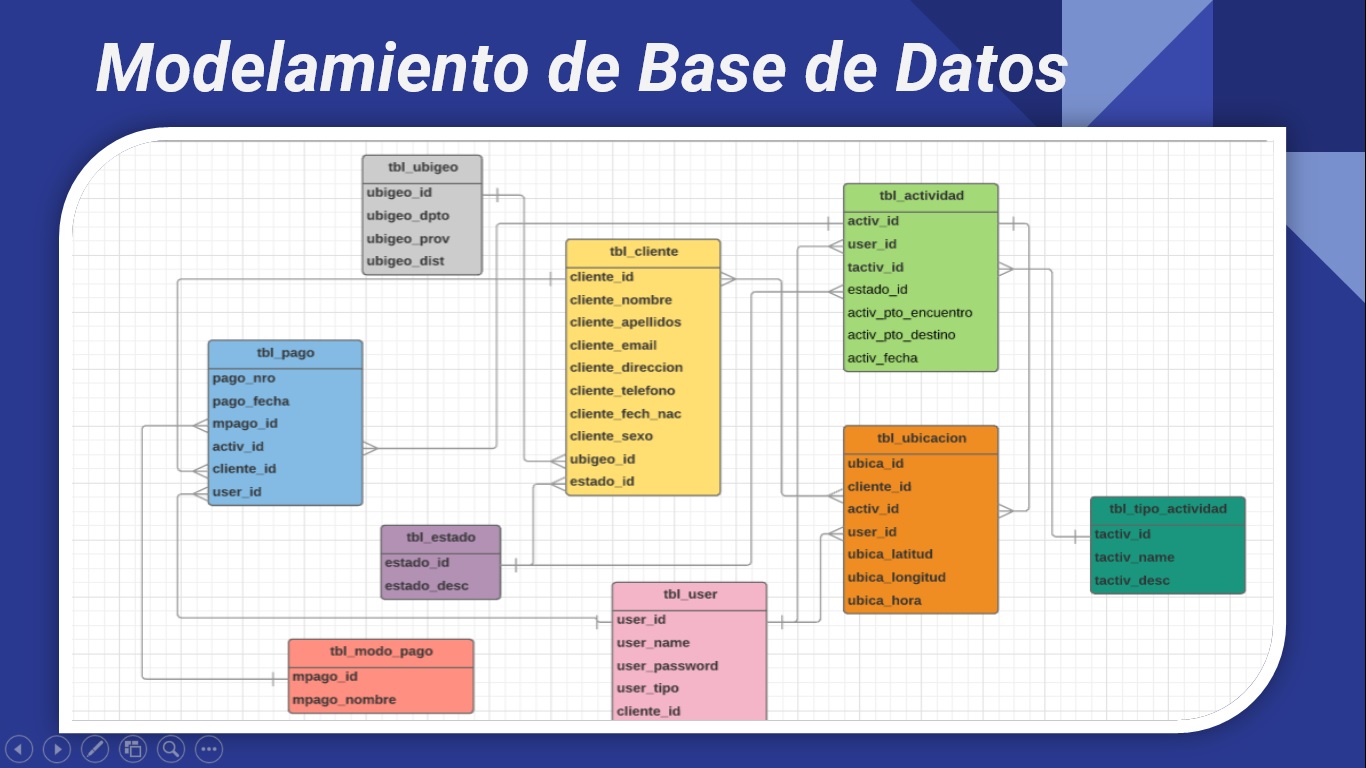 Modelamiento de Base de Datos
tbl_ubigeo
ubigeo_id
ubigeo_dpto
ubigeo_prov
ubigeo_dist
tbl_cliente
cliente_id
cliente_nombre
cliente_apellidos
cliente_email
cliente_direccion
cliente_telefono
cliente_fech_nac
cliente_sexo
ubigeo_id
estado_id
tbl_actividad
activ_id
user_id
tactiv_id
estado_id
activ_pto_encuentro
activ_pto_destino
activ_fecha
tbl_pago
pago_nro
pago_fecha
mpago_id
activ_id
cliente_id
user_id
tbl_ubicacion
ubica_id
cliente_id
activ_id
user_id
ubica_latitud
ubica_longitud
ubica_hora
tbl_tipo_actividad
tactiv_id
tactiv_name
tactiv_desc
tbl_estado
estado_id
estado_desc
tbl_user
user_id
user_name
user_password
user_tipo
cliente_id
tbl_modo_pago
mpago_id
mpago_nombre